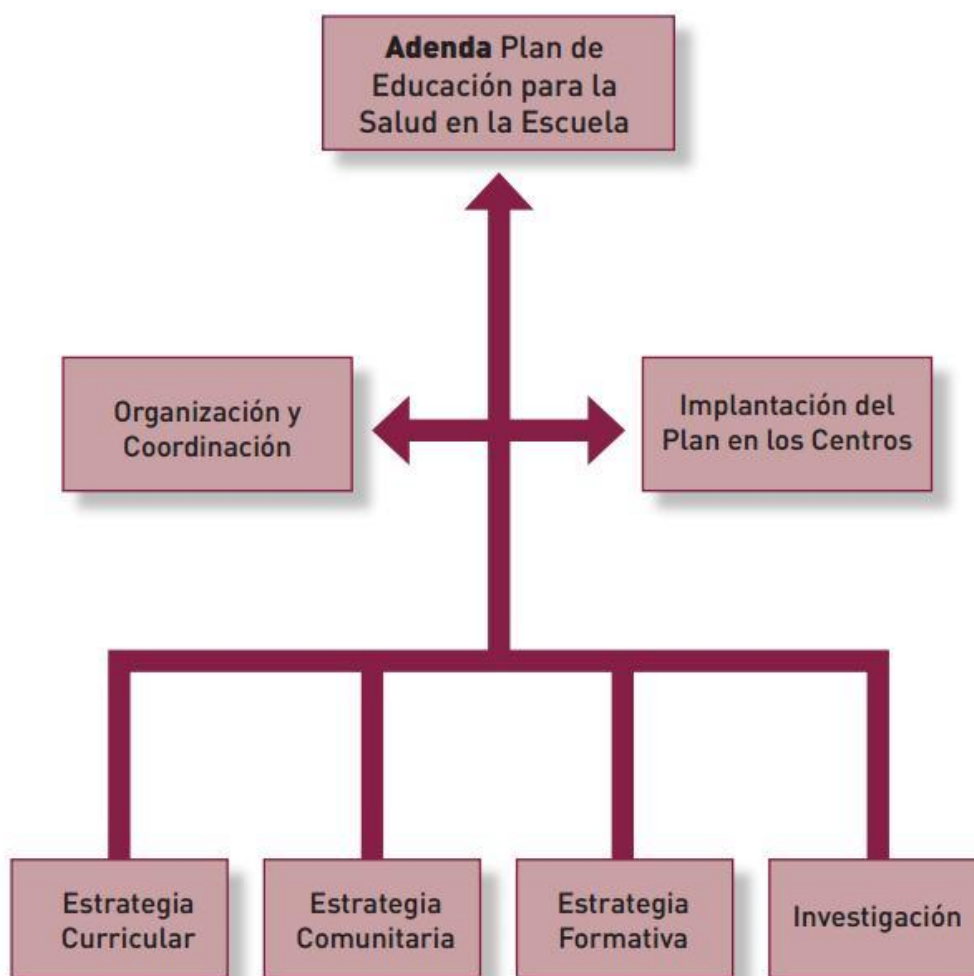 Adenda Plan de
Educación para la
Salud en la Escuela
Organización y
Coordinación
Implantación del
Plan en los Centros
Estrategia
Curricular
Estrategia
Comunitaria
Estrategia
Formativa
Investigación